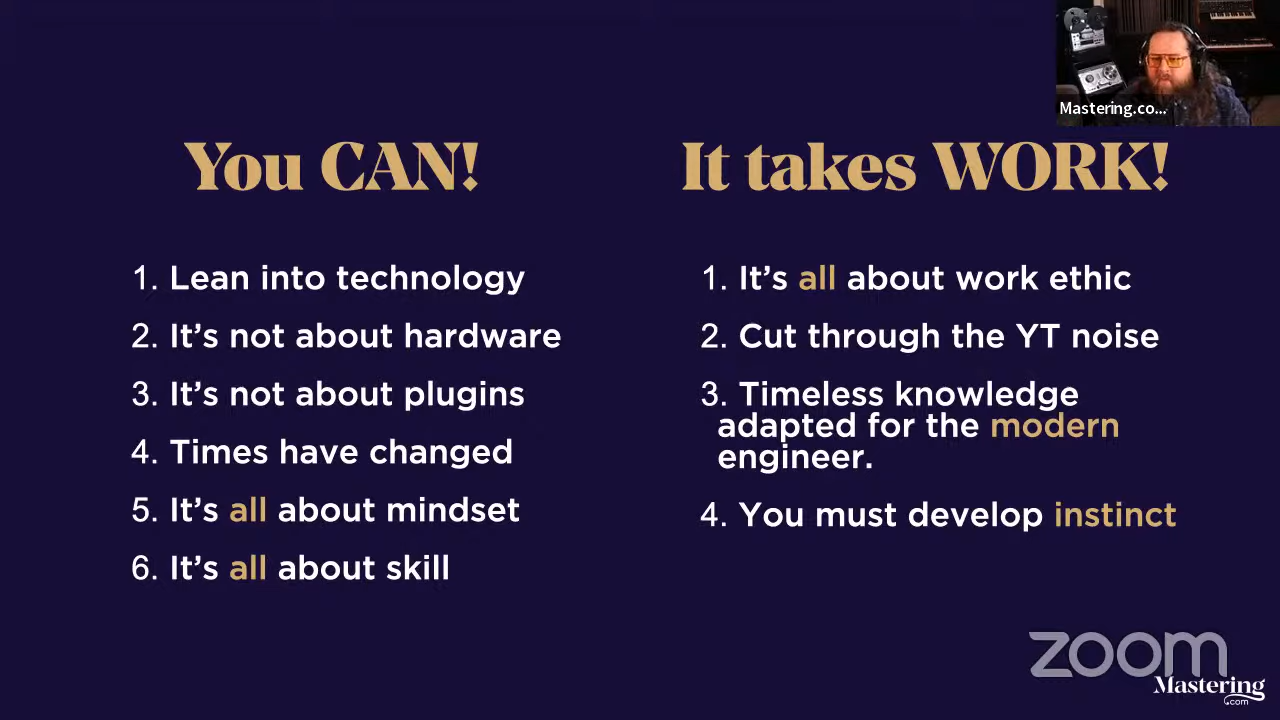 Mastering.co...
You CAN!
1. Lean into technology
2. It's not about hardware
3. It's not about plugins
4. Times have changed
5. It's all about mindset
6. It's all about skill
It takes WORK!
1. It's all about work ethic
2. Cut through the YT noise
3. Timeless knowledge
adapted for the modern
engineer.
4. You must develop instinct
zoom
Mastering
.com